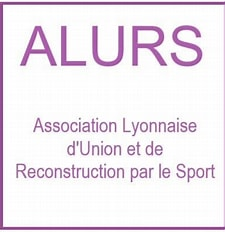 ALURS
Association Lyonnaise
d'Union et de
Reconstruction par le Sport